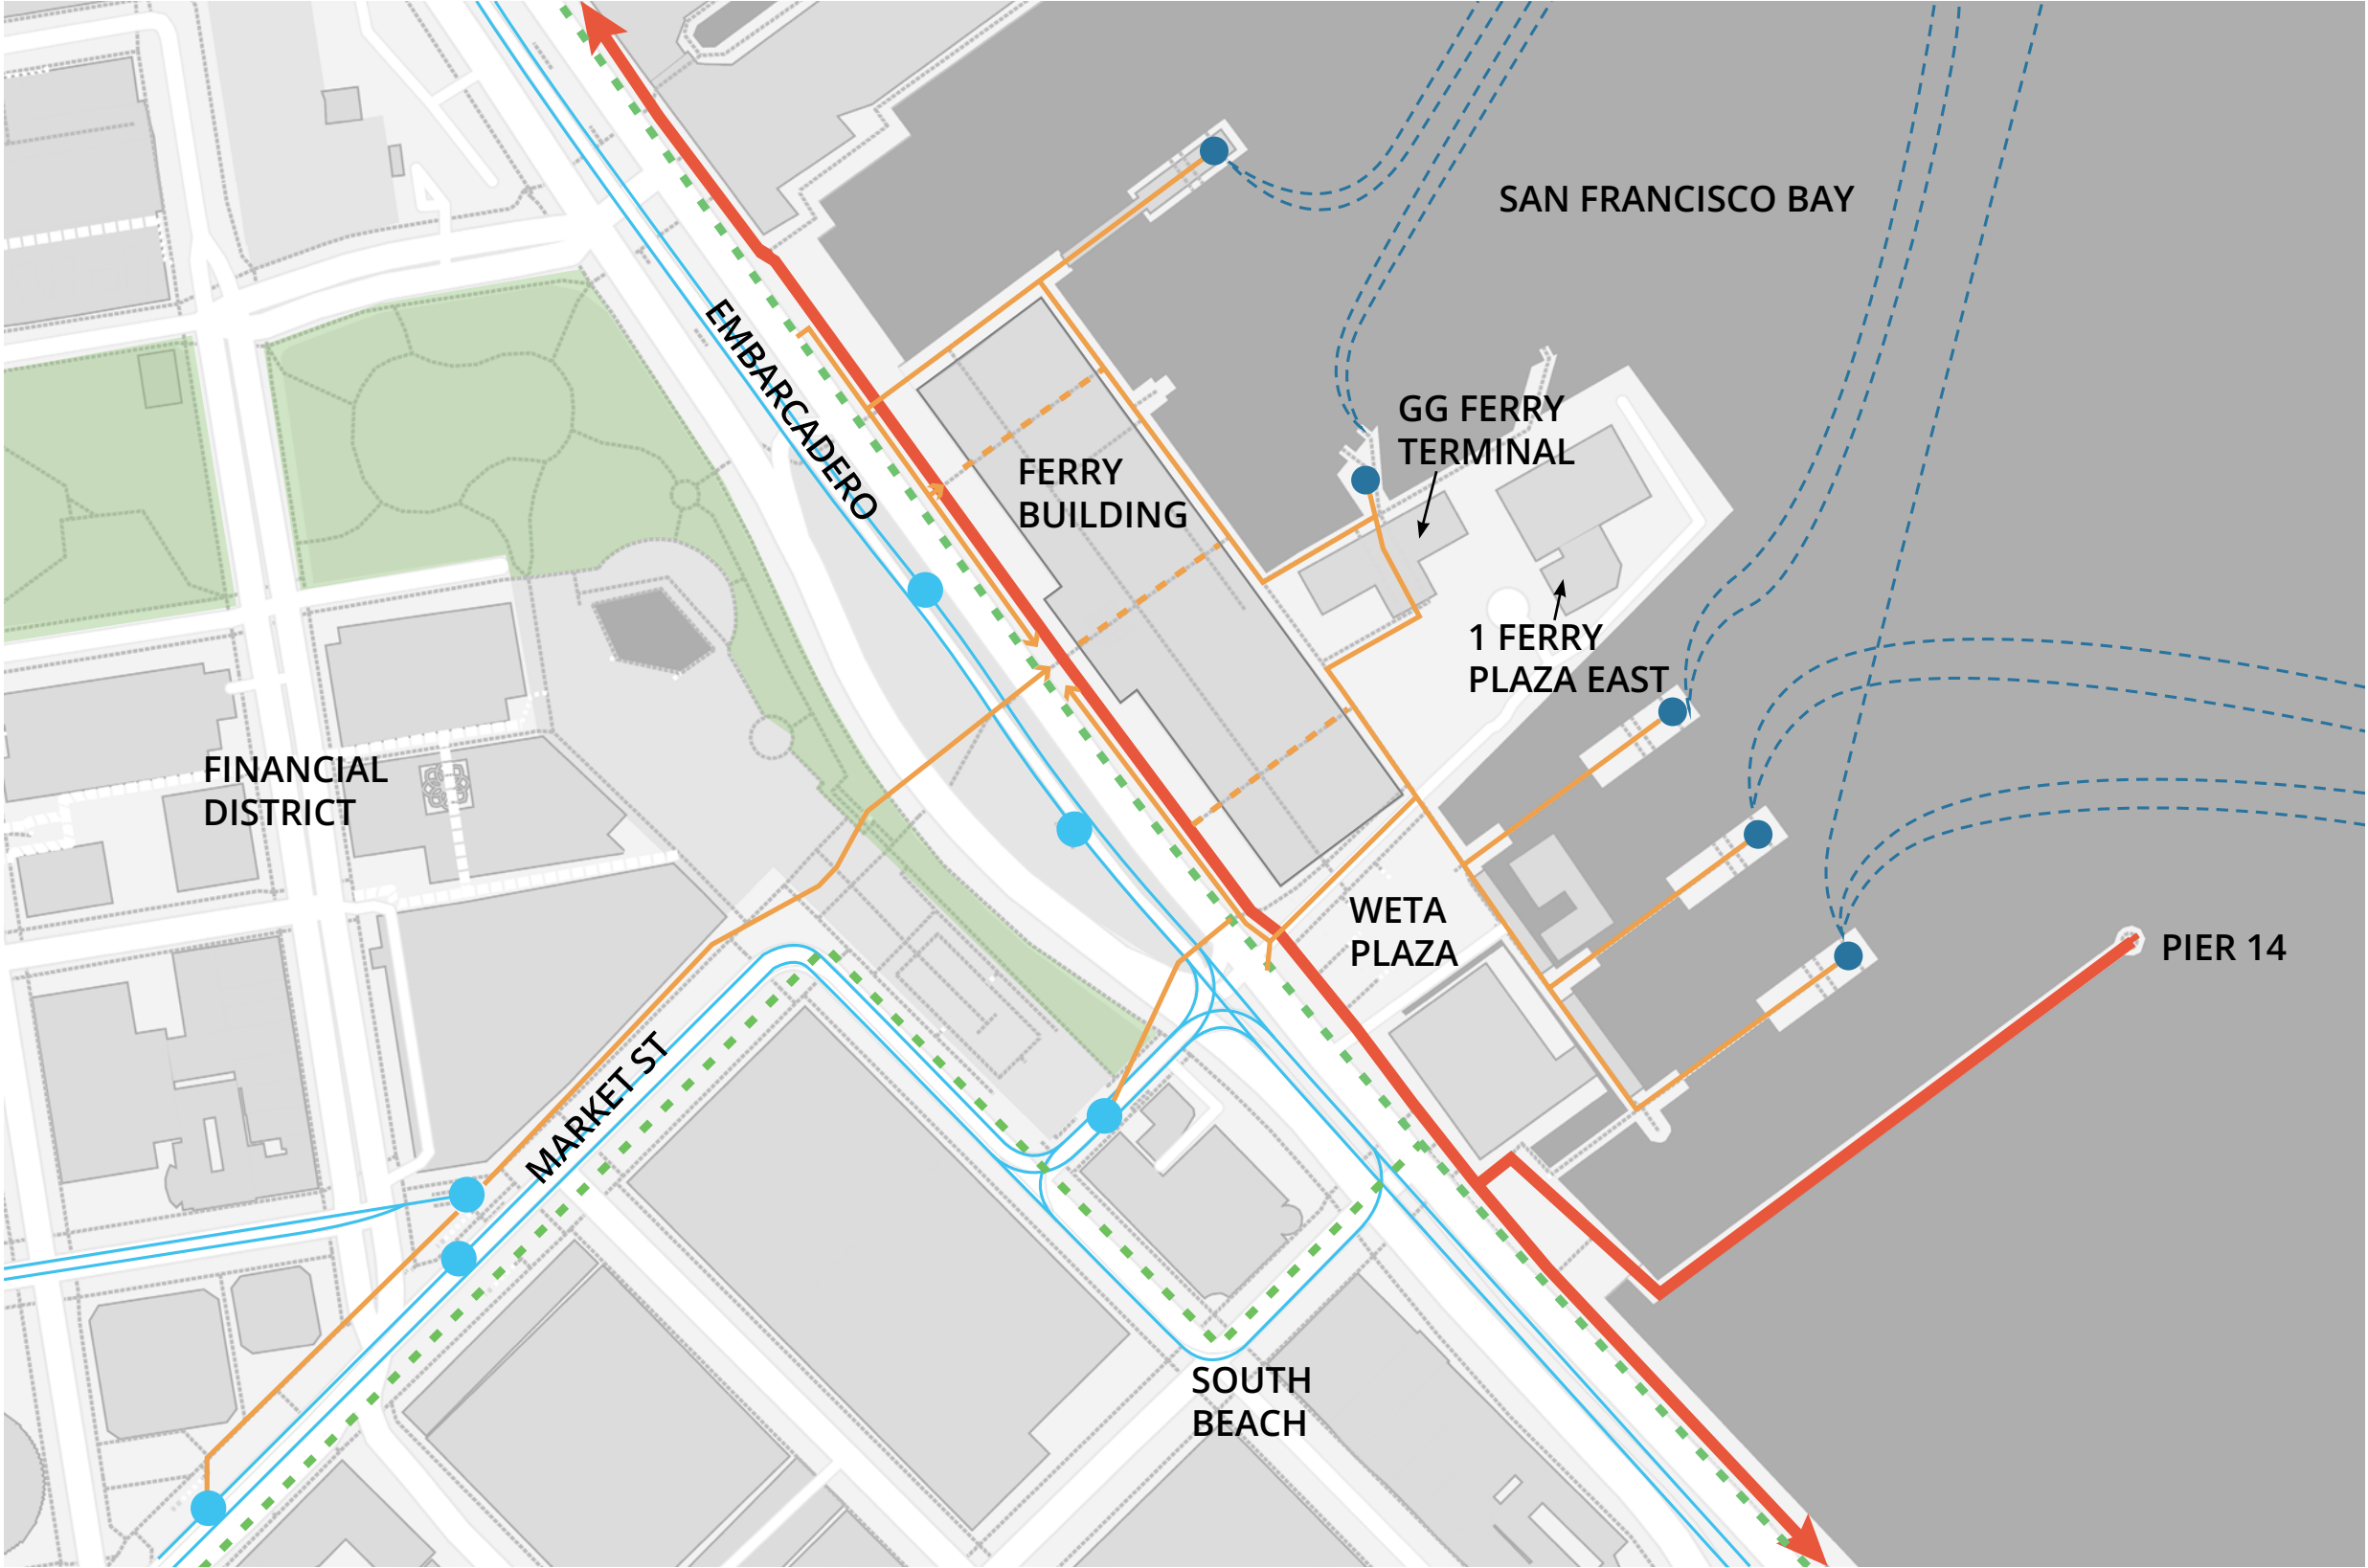 SAN FRANCISCO BAY
EMBARCADERO
GG FERRY
TERMINAL
FERRY
BUILDING
1 FERRY
PLAZA EAST
FINANCIAL
DISTRICT
WETA
PLAZA
PIER 14
MARKET ST
SOUTH
BEACH